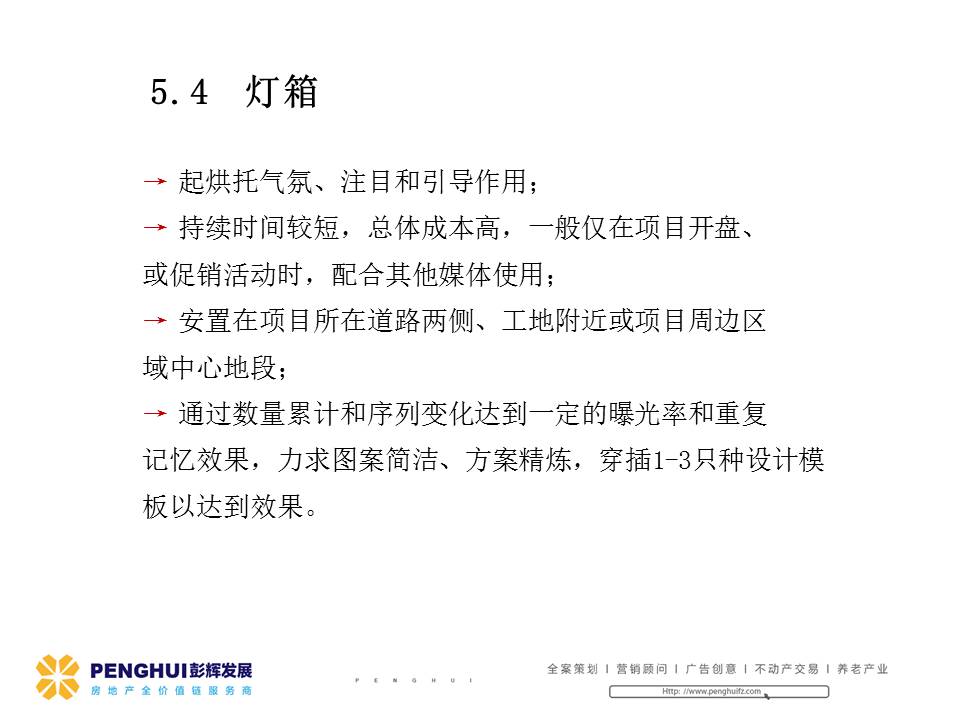 5.4 灯箱
→ 起烘托气氛、注目和引导作用；
→ 持续时间较短，总体成本高，一般仅在项目开盘、
或促销活动时，配合其他媒体使用；
→ 安置在项目所在道路两侧、工地附近或项目周边区
域中心地段；
→ 通过数量累计和序列变化达到一定的曝光率和重复
记忆效果，力求图案简洁、方案精炼，穿插1-3只种设计模
板以达到效果。
PENGHUI彭辉发展
房地产全价值链服务商
PENGHUI
全案策划 | 营销顾问 | 广告创意 | 不动产交易 | 养老产业
Http: //www.penghuifz.com